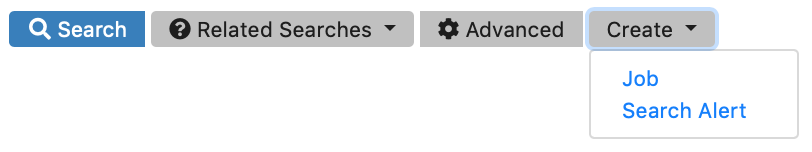 Search Related Searches Advanced Create
Job
Search Alert